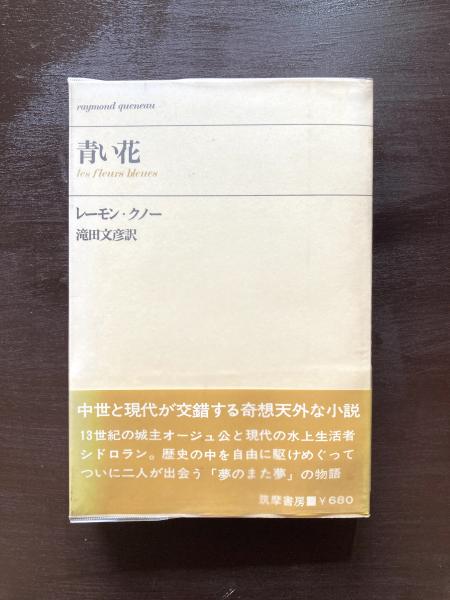 raymond queneau
青い花
les fleurs bleues
レーモン・クノー
滝田文彦訳
中世と現代が交錯する奇想天外な小説
13世紀の城主オージュ公と現代の水上生活者
シドロラン。歴史の中を自由に駆けめぐって
ついに二人が出会う「夢のまた夢」の物語
筑摩書房■￥680